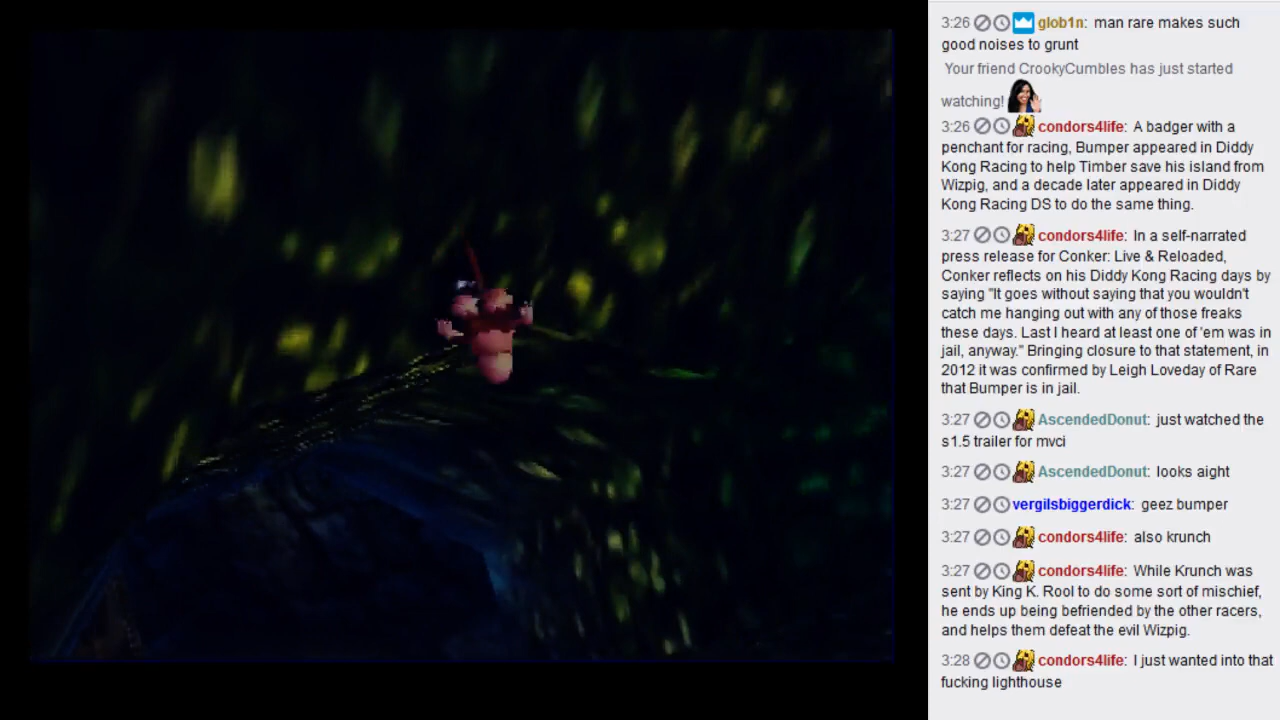 3:26 glob1n: man rare makes such
good noises to grunt
Your friend CrookyCumbles has just started
watching!
3:26 condors4life: A badger with a
penchant for racing, Bumper appeared in Diddy
Kong Racing to help Timber save his island from
Wizpig, and a decade later appeared in Diddy
Kong Racing DS to do the same thing.
3:27 condors4life: In a self-narrated
press release for Conker: Live & Reloaded,
Conker reflects on his Diddy Kong Racing days by
saying "It goes without saying that you wouldn't
catch me hanging out with any of those freaks
these days. Last I heard at least one of 'em was in
jail, anyway." Bringing closure to that statement, in
2012 it was confirmed by Leigh Loveday of Rare
that Bumper is in jail.
3:27 AscendedDonut: just watched the
s1.5 trailer for mvci
3:27 AscendedDonut: looks aight
3:27 vergilsbiggerdick: geez bumper
3:27 condors4life: also krunch
3:27 condors4life: While Krunch was
sent by King K. Rool to do some sort of mischief,
he ends up being befriended by the other racers,
and helps them defeat the evil Wizpig.
3:28 condors4life: I just wanted into that
fucking lighthouse